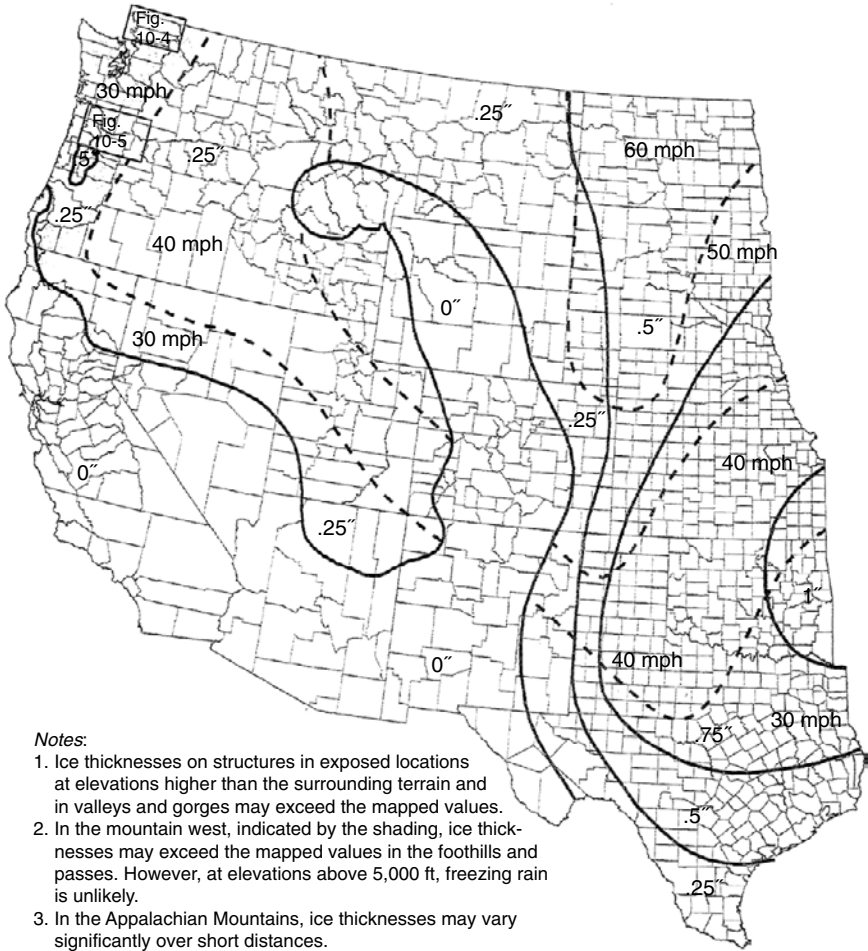 Fig.
10-4
30 mph
Fig.
10-5
.5″
.25″
.25″
.25″
60 mph
40 mph
50 mph
0″
30 mph
.5″
.25″
40 mph
0″
.25″
1″
0″
40 mph
30 mph
.75″
.5″
.25″
Notes:
1. Ice thicknesses on structures in exposed locations
at elevations higher than the surrounding terrain and
in valleys and gorges may exceed the mapped values.
2. In the mountain west, indicated by the shading, ice thick-
nesses may exceed the mapped values in the foothills and
passes. However, at elevations above 5,000 ft, freezing rain
is unlikely.
3. In the Appalachian Mountains, ice thicknesses may vary
significantly over short distances.